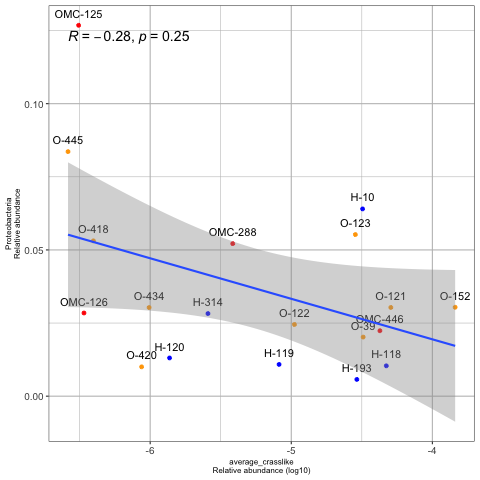 OMC-125
R = −0.28, p = 0.25
0.10
O-445
H-10
O-123
O-418
OMC-288
0.05
OMC-126
O-434
H-314
O-122
O-121
O-152
OMC-446
O-39
O-420
H-120
H-119
H-118
H-193
0.00
Proteobacteria
Relative abundance
-6
-5
-4
average_crasslike
Relative abundance (log10)